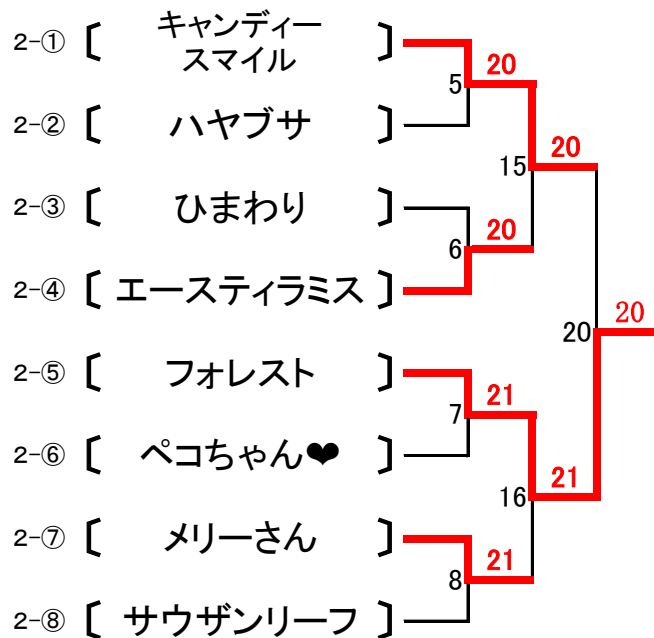 2-① 〔 キャンディー
スマイル 〕
5 20
2-② 〔 ハヤブサ 〕
15 20
2-③ 〔 ひまわり 〕
6 20
2-④ 〔 エースティラミス 〕
20 20
2-⑤ 〔 フォレスト 〕
7 21
2-⑥ 〔 ペコちゃん❤ 〕
16 21
2-⑦ 〔 メリーさん 〕
8 21
2-⑧ 〔 サウザンリーフ 〕